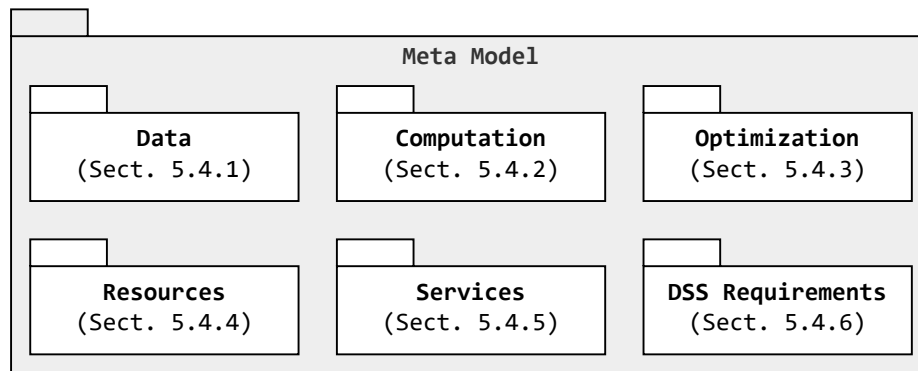 Meta Model
Data
(Sect. 5.4.1)
Computation
(Sect. 5.4.2)
Optimization
(Sect. 5.4.3)
Resources
(Sect. 5.4.4)
Services
(Sect. 5.4.5)
DSS Requirements
(Sect. 5.4.6)